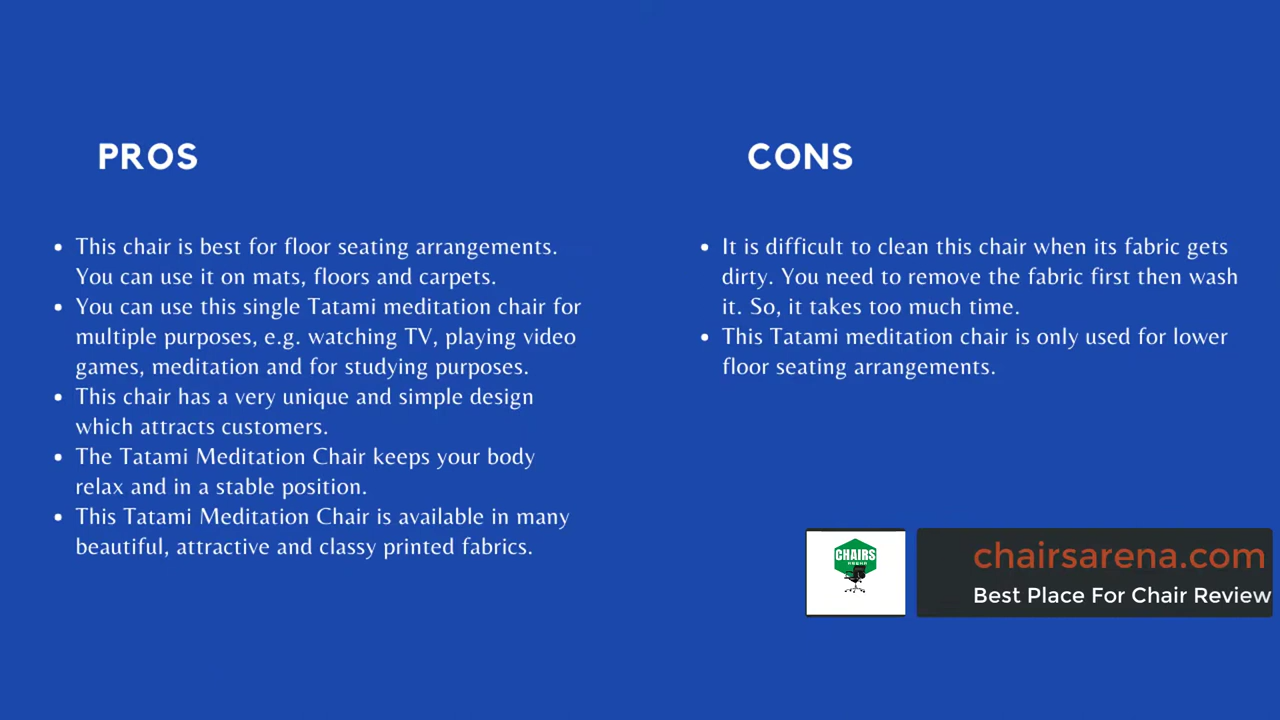 PROS
This chair is best for floor seating arrangements.
You can use it on mats, floors and carpets.
You can use this single Tatami meditation chair for
multiple purposes, e.g. watching TV, playing video
games, meditation and for studying purposes.
This chair has a very unique and simple design
which attracts customers.
The Tatami Meditation Chair keeps your body
relax and in a stable position.
This Tatami Meditation Chair is available in many
beautiful, attractive and classy printed fabrics.
CONS
It is difficult to clean this chair when its fabric gets
dirty. You need to remove the fabric first then wash
it. So, it takes too much time.
This Tatami meditation chair is only used for lower
floor seating arrangements.
CHAIRS
ARENA
chairsarena.com
Best Place For Chair Review